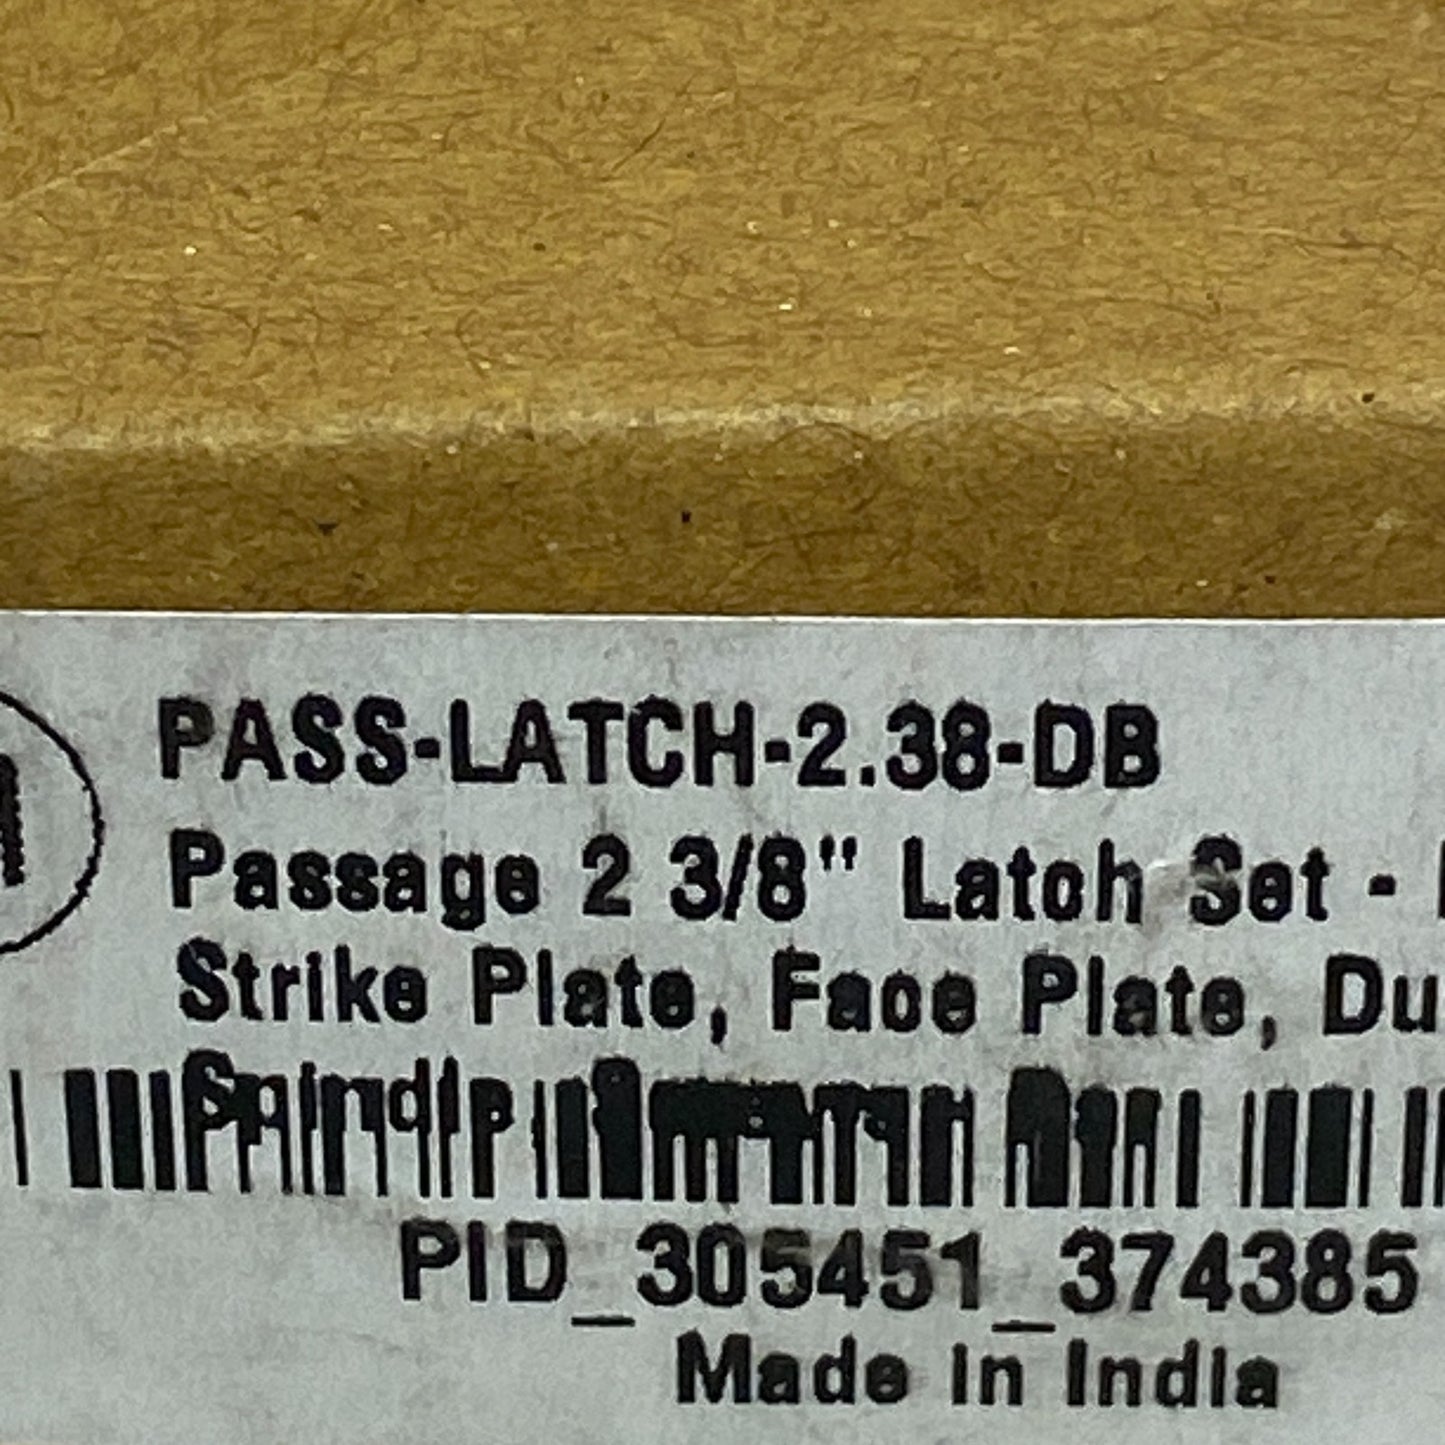 PASS-LATCH-2.38-DB
Passage 2 3/8" Latch Set -
Strike Plate, Face Plate, Du
Spindle
PID_305451_374385
Made in India